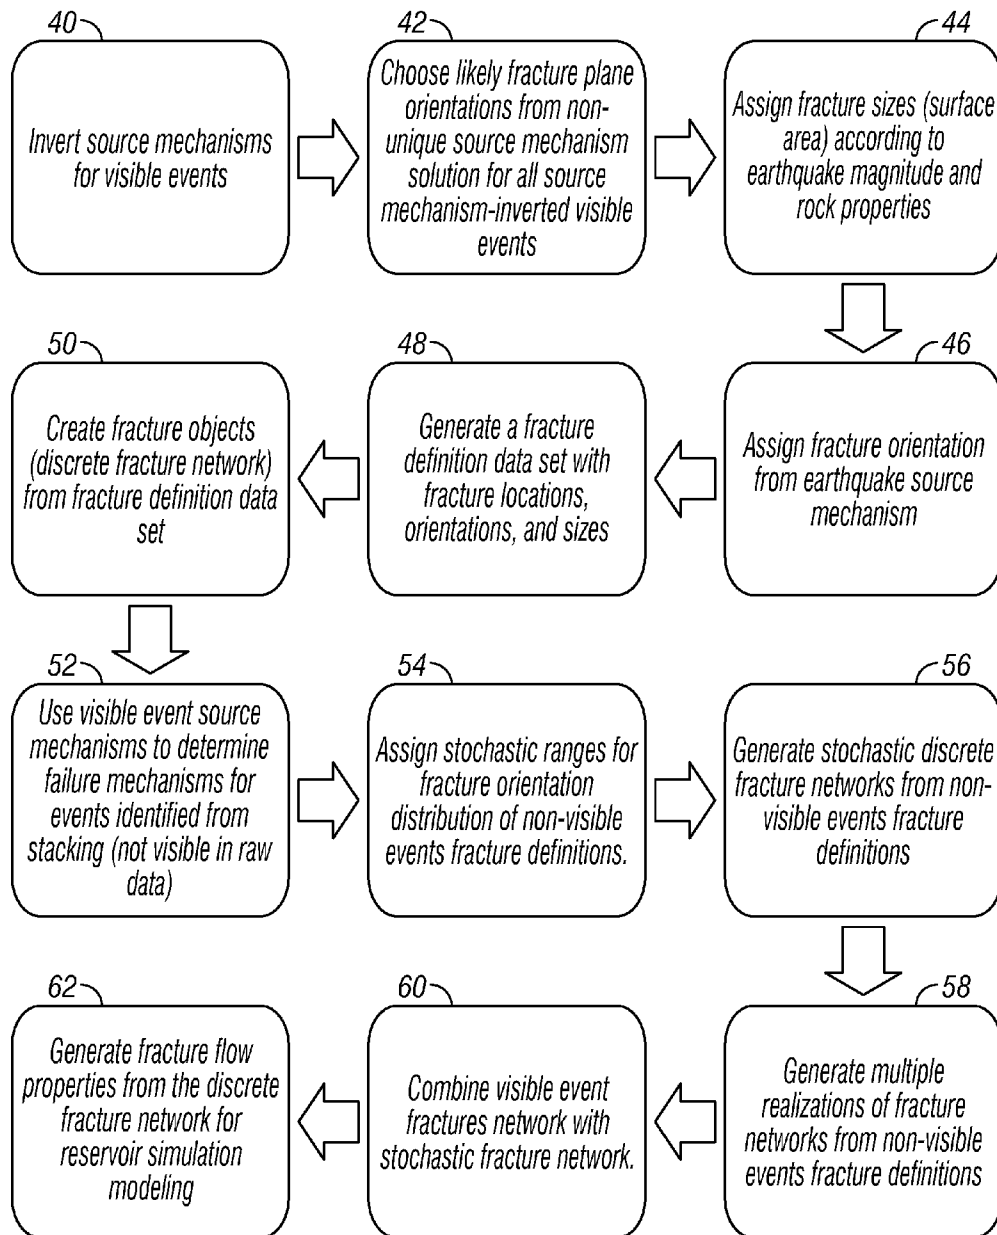 40
Invert source mechanisms
for visible events
42
Choose likely fracture plane
orientations from non-
unique source mechanism
solution for all source
mechanism-inverted visible
events
44
Assign fracture sizes (surface
area) according to
earthquake magnitude and
rock properties
46
Assign fracture orientation
from earthquake source
mechanism
48
Generate a fracture
definition data set with
fracture locations,
orientations, and sizes
50
Create fracture objects
(discrete fracture network)
from fracture definition data
set
52
Use visible event source
mechanisms to determine
failure mechanisms for
events identified from
stacking (not visible in raw
data)
54
Assign stochastic ranges for
fracture orientation
distribution of non-visible
events fracture definitions.
56
Generate stochastic discrete
fracture networks from non-
visible events fracture
definitions
58
Generate multiple
realizations of fracture
networks from non-visible
events fracture definitions
60
Combine visible event
fractures network with
stochastic fracture network.
62
Generate fracture flow
properties from the discrete
fracture network for
reservoir simulation
modeling